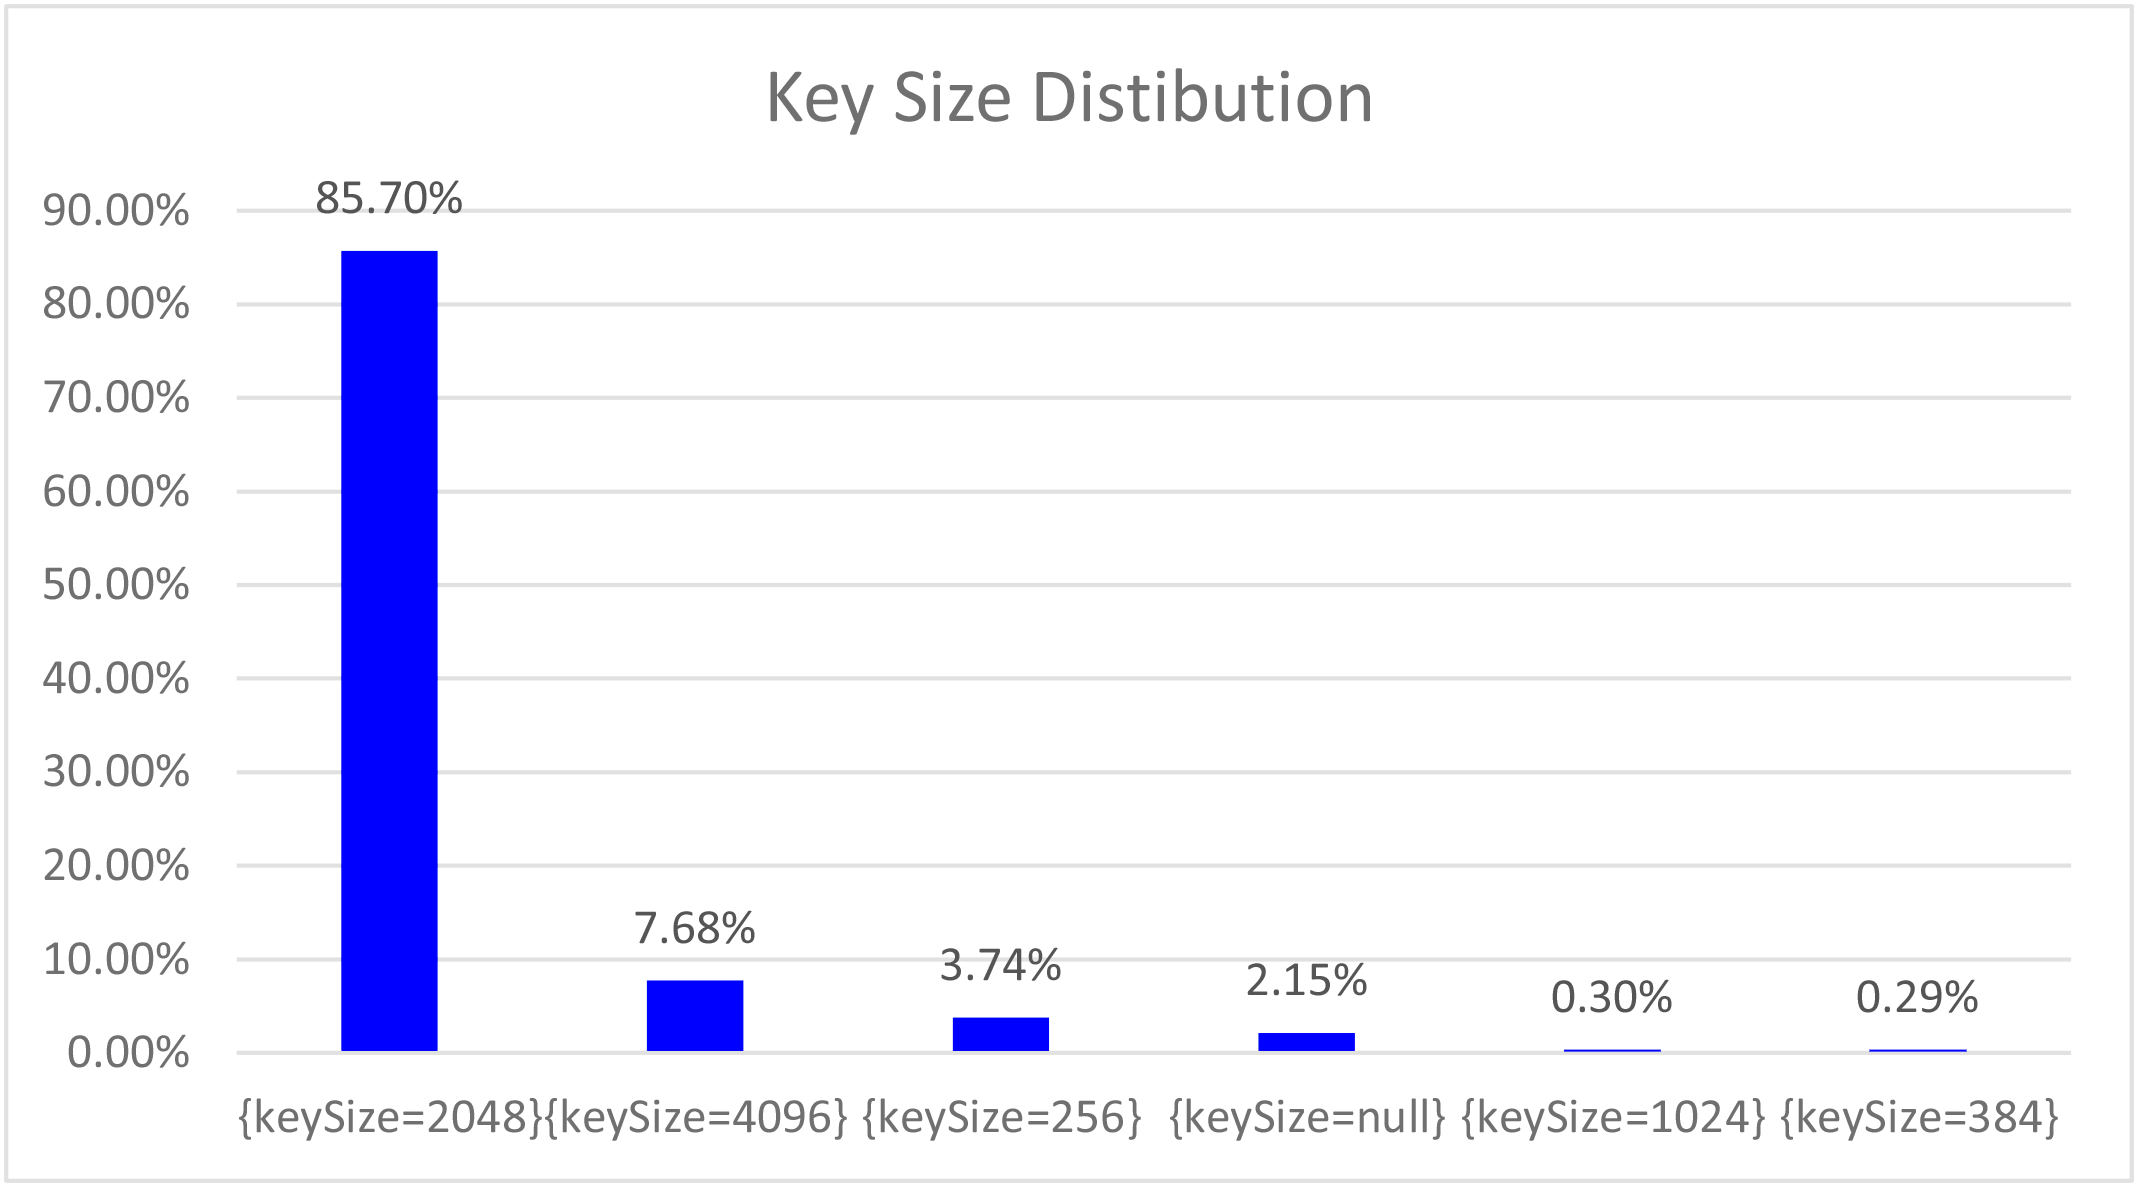 Key Size Distibution
90.00%
80.00%
70.00%
60.00%
50.00%
40.00%
30.00%
20.00%
10.00%
0.00%
85.70%
7.68%
3.74%
2.15%
0.30%
0.29%
{keySize=2048}
{keySize=4096}
{keySize=256}
{keySize=null}
{keySize=1024}
{keySize=384}